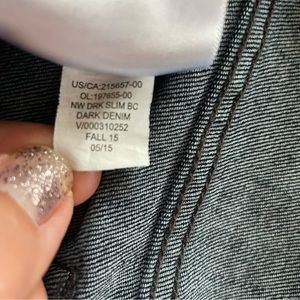 US/CA:215657-00
OL:197655-00
NW DRK SLIM BC
DARK DENIM
V/000310252
FALL 15
05/15